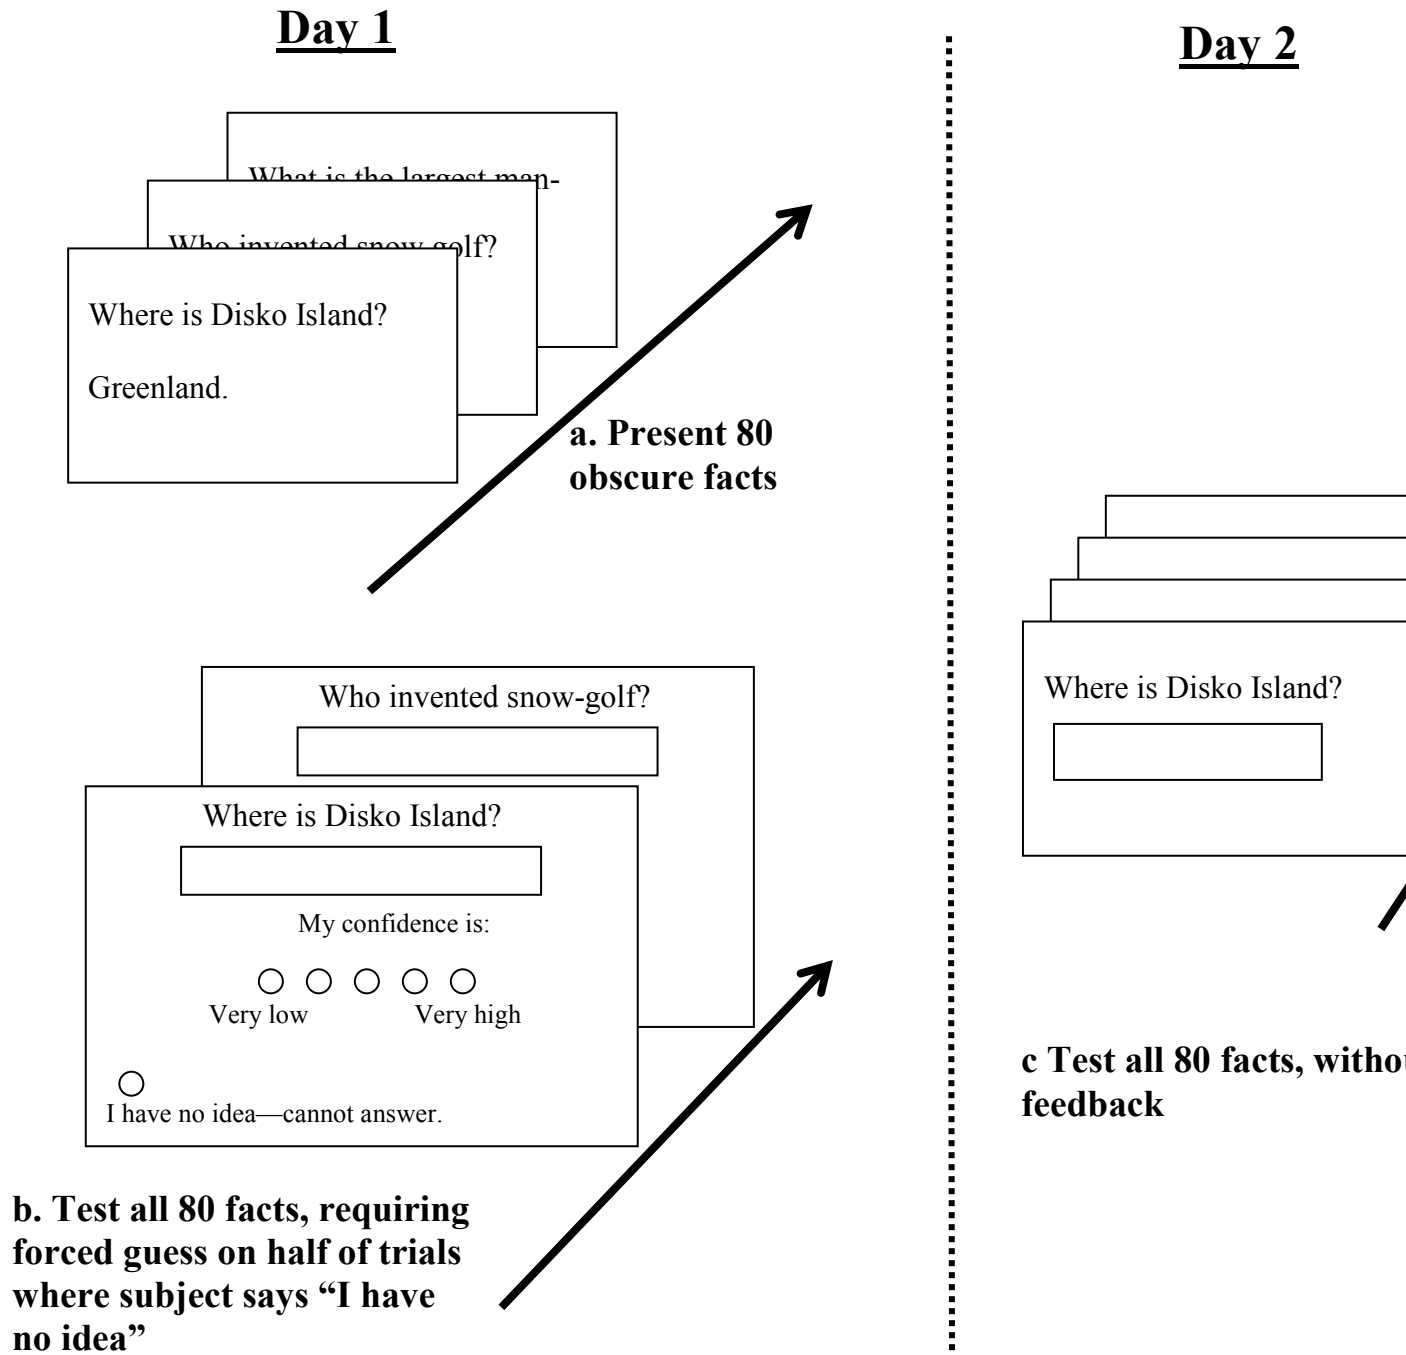 Day 1
What is the largest man-
Who invented snow-golf?
Where is Disko Island?
Greenland.
a. Present 80
obscure facts
Who invented snow-golf?
Where is Disko Island?
My confidence is:
Very low Very high
I have no idea—cannot answer.
b. Test all 80 facts, requiring
forced guess on half of trials
where subject says “I have
no idea”
Day 2
Where is Disko Island?
c Test all 80 facts, withou
feedback